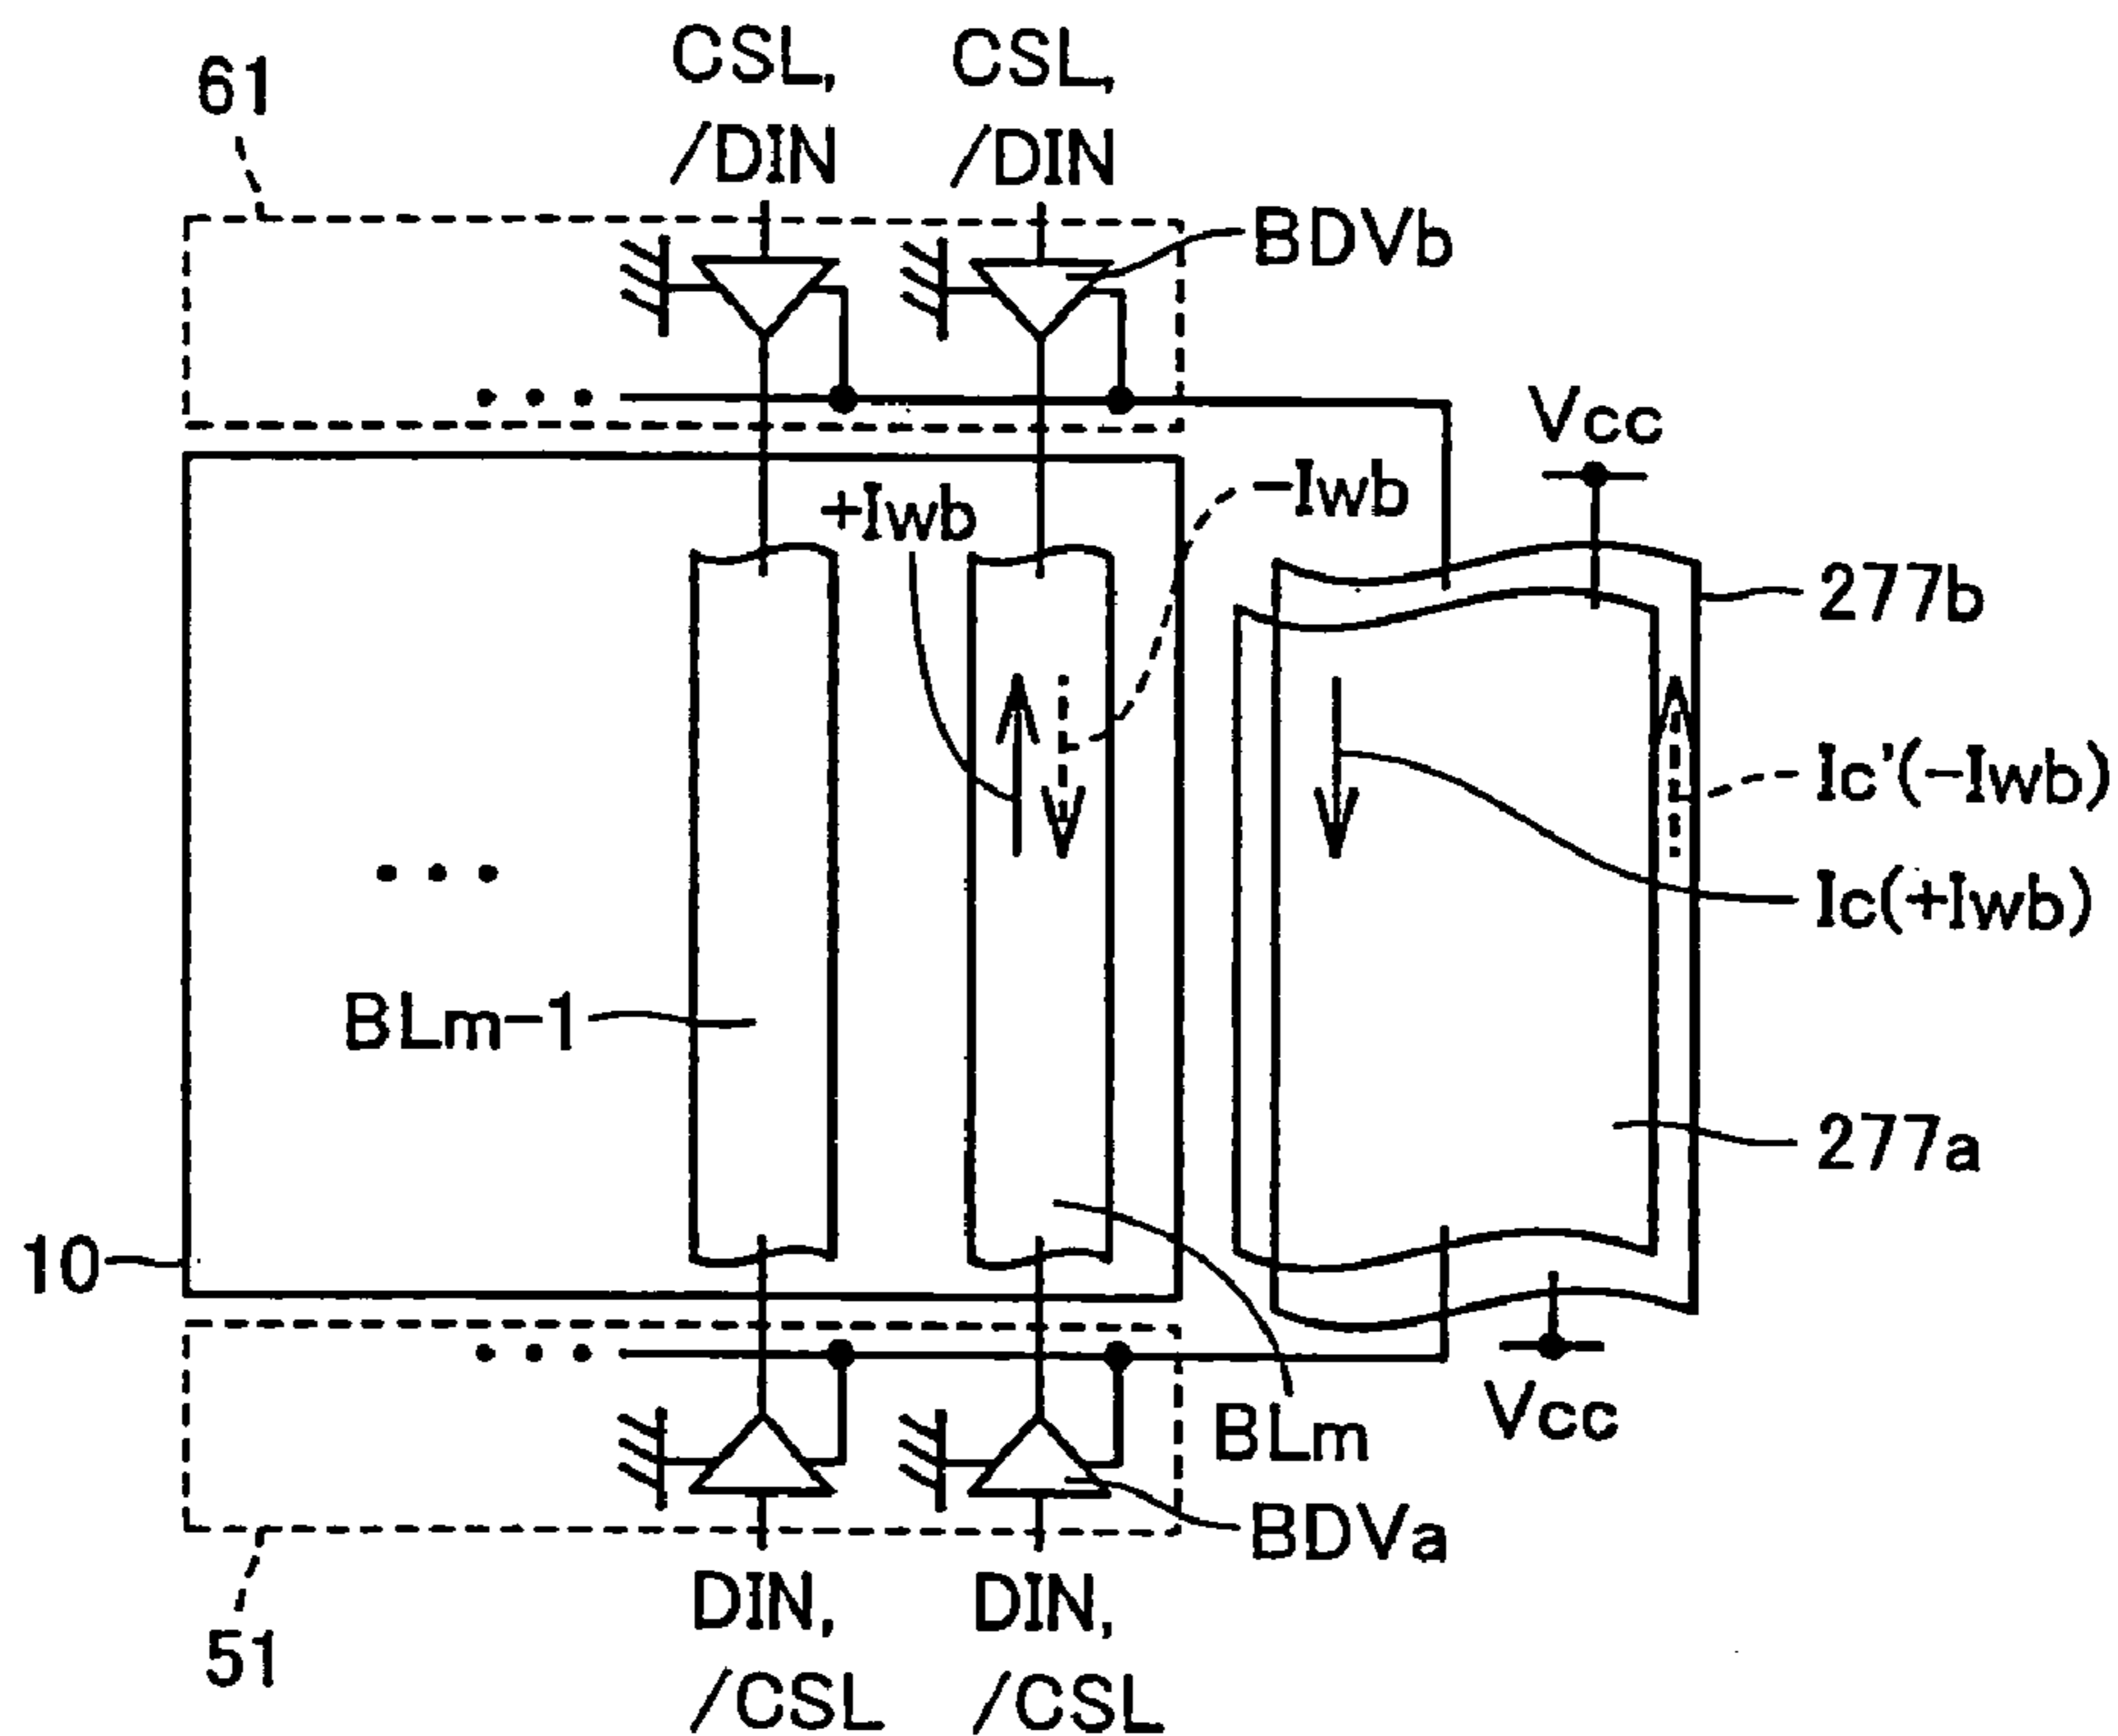 CSL, CSL,
61
/DIN /DIN
BDVb
Vcc
+Iwb -Iwb
277b
Ic'(-Iwb)
Ic(+Iwb)
BLm-1
277a
10
BLm
Vcc
BDVa
DIN, DIN,
51
/CSL /CSL